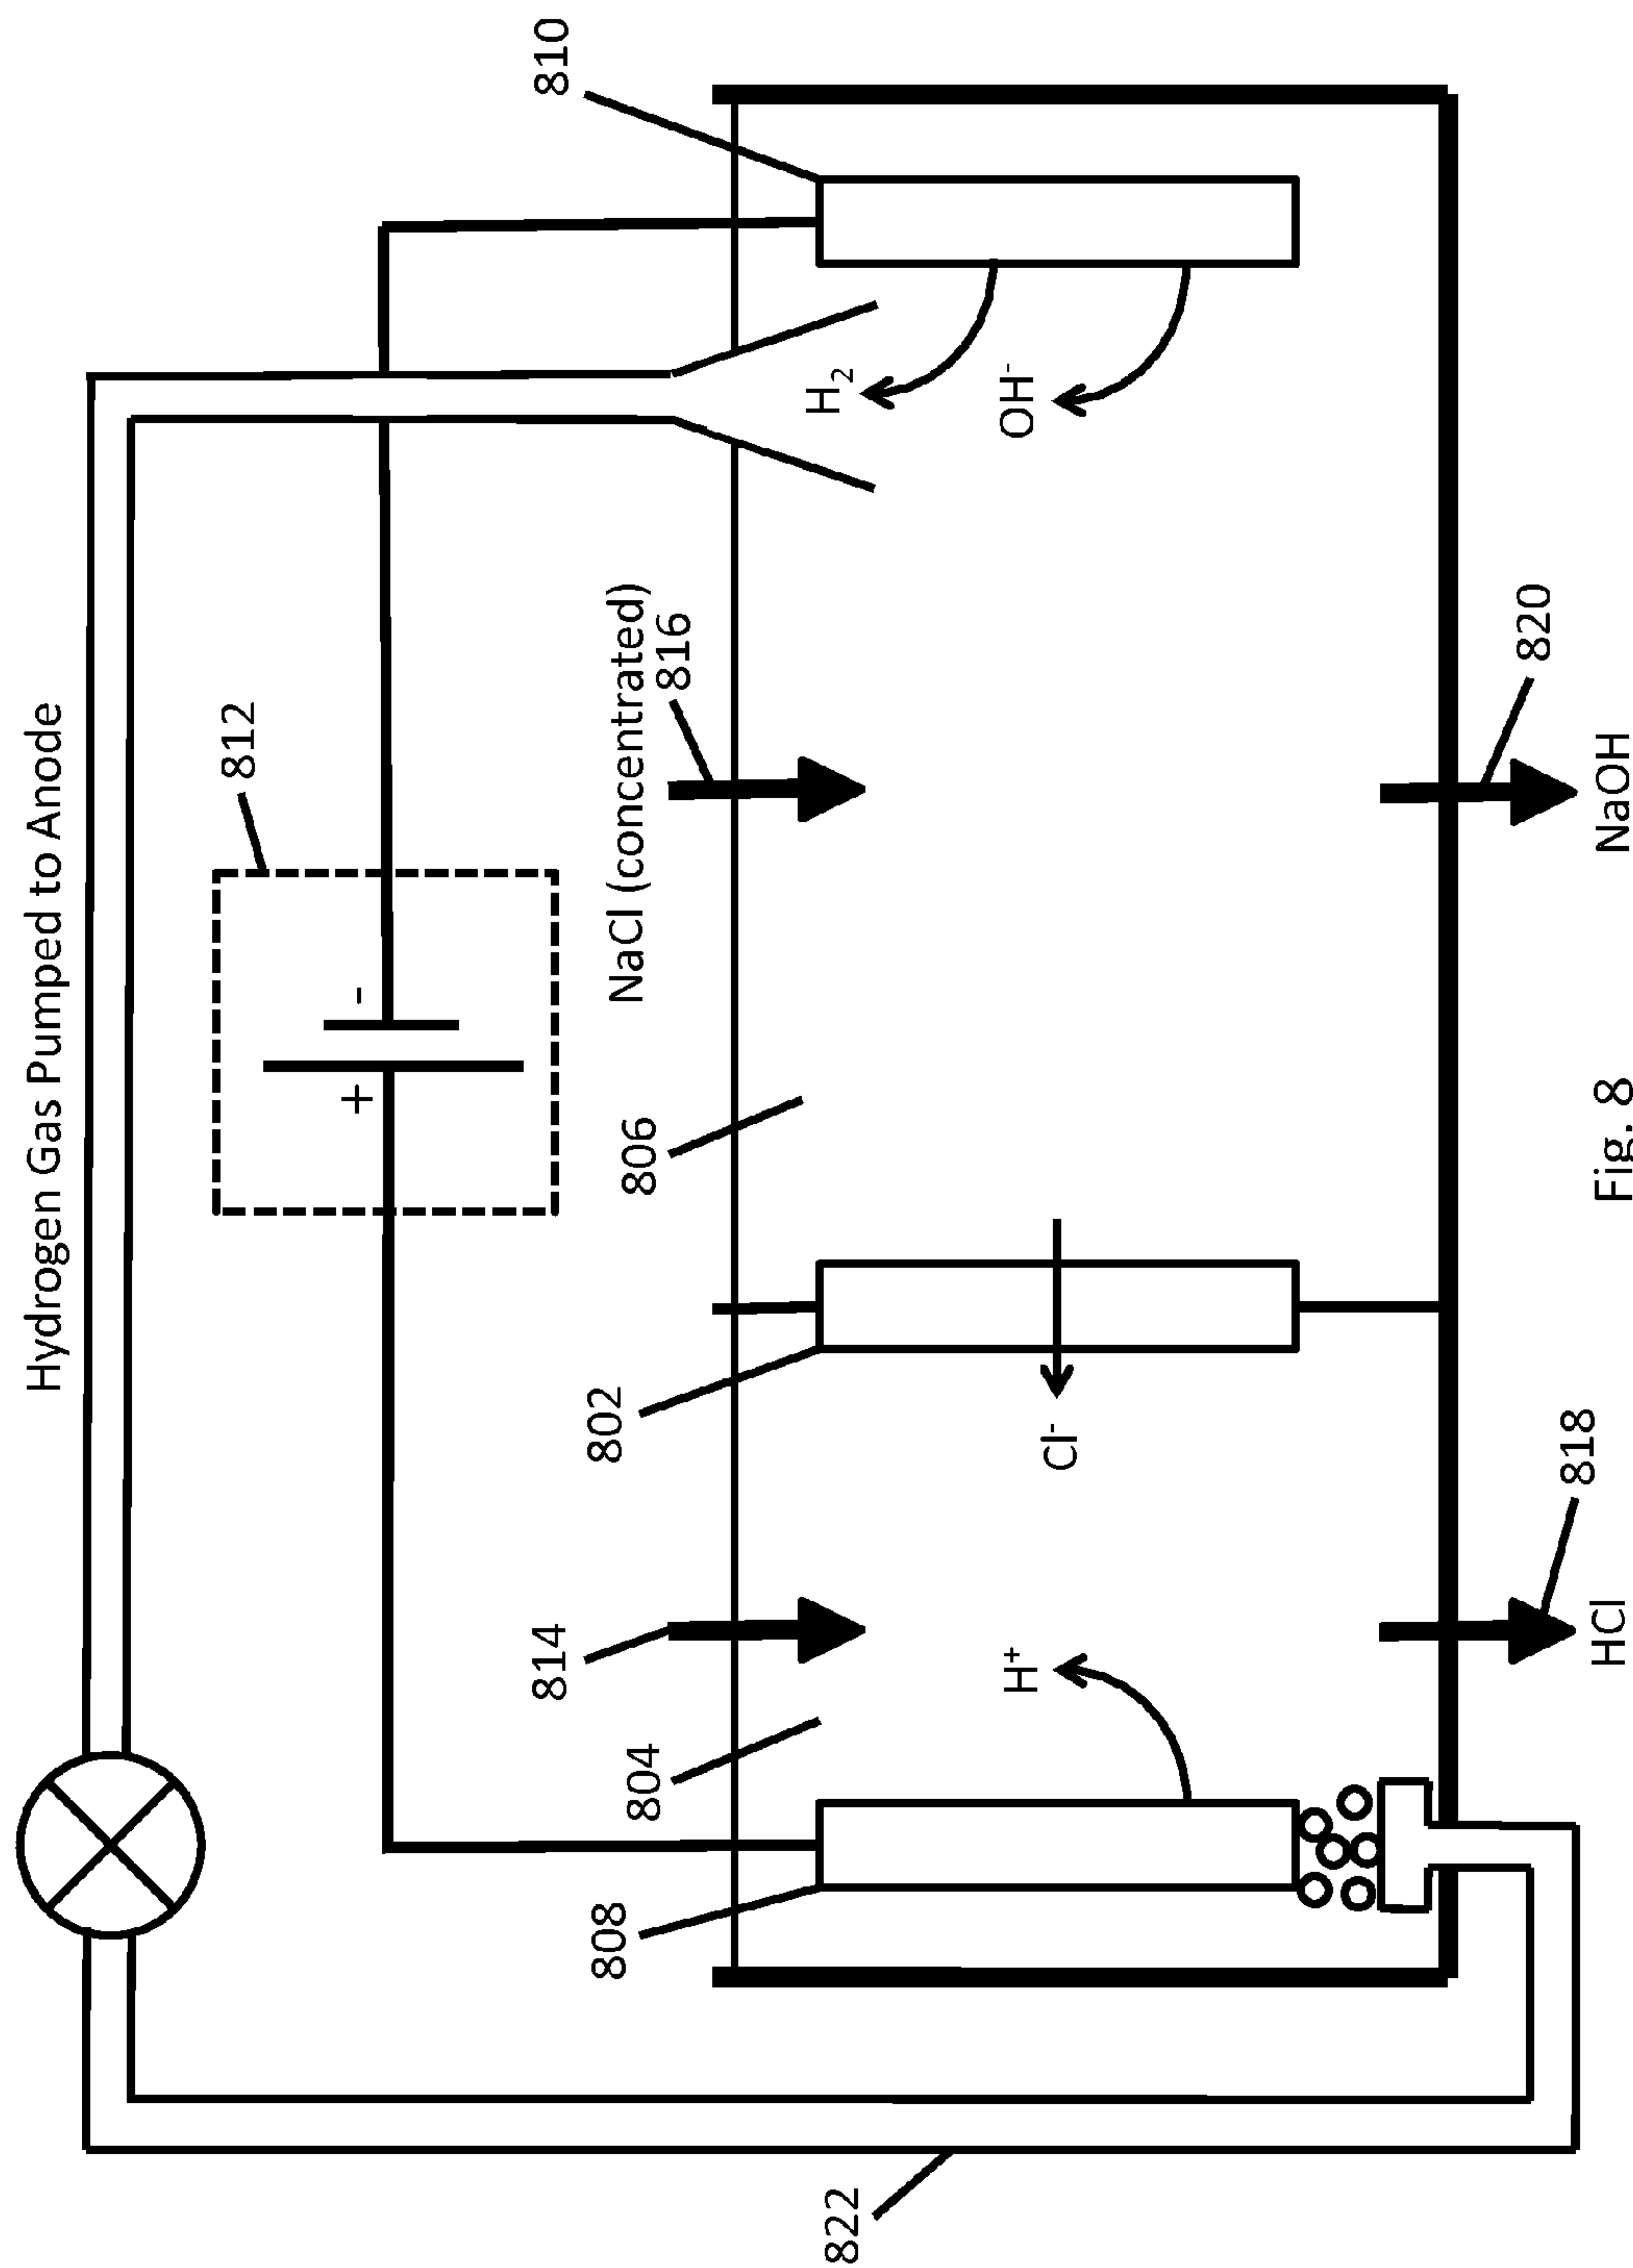 Hydrogen Gas Pumped to Anode
812
+
-
810
NaCl (concentrated)
816
814
802
806
808
804
H₂
OH⁻
Cl⁻
H⁺
822
818
820
HCl
NaOH
Fig. 8